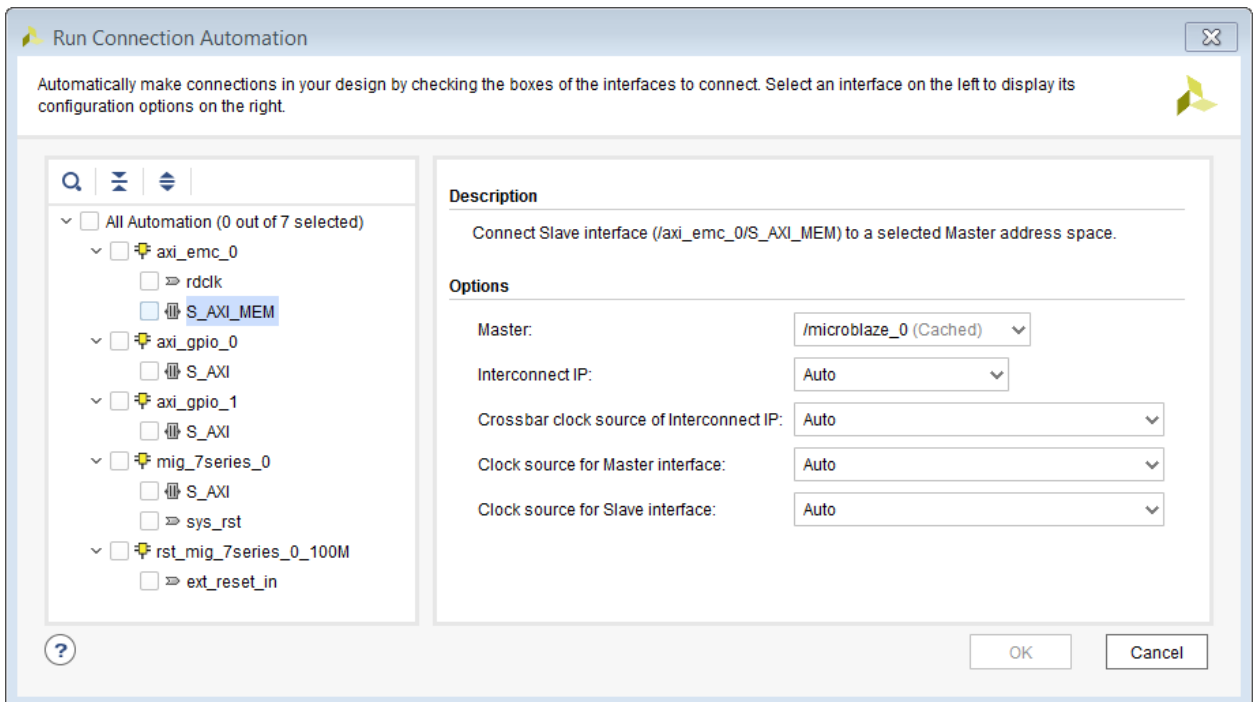 Run Connection Automation
Automatically make connections in your design by checking the boxes of the interfaces to connect. Select an interface on the left to display its
configuration options on the right.
All Automation (0 out of 7 selected)
axi_emc_0
rdclk
S_AXI_MEM
axi_gpio_0
S_AXI
axi_gpio_1
S_AXI
mig_7series_0
S_AXI
sys_rst
rst_mig_7series_0_100M
ext_reset_in
Description
Connect Slave interface (/axi_emc_0/S_AXI_MEM) to a selected Master address space.
Options
Master: /microblaze_0 (Cached)
Interconnect IP: Auto
Crossbar clock source of Interconnect IP: Auto
Clock source for Master interface: Auto
Clock source for Slave interface: Auto
?
OK Cancel